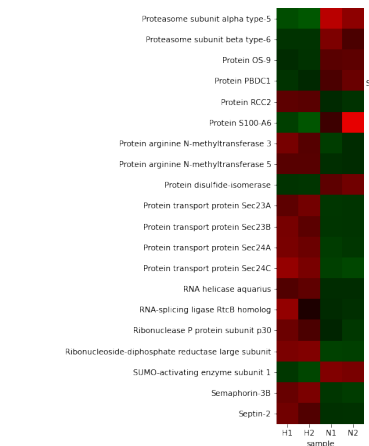 Proteasome subunit alpha type-5
Proteasome subunit beta type-6
Protein OS-9
Protein PBDC1
Protein RCC2
Protein S100-A6
Protein arginine N-methyltransferase 3
Protein arginine N-methyltransferase 5
Protein disulfide-isomerase
Protein transport protein Sec23A
Protein transport protein Sec23B
Protein transport protein Sec24A
Protein transport protein Sec24C
RNA helicase aquarius
RNA-splicing ligase RtcB homolog
Ribonuclease P protein subunit p30
Ribonucleoside-diphosphate reductase large subunit
SUMO-activating enzyme subunit 1
Semaphorin-3B
Septin-2
H1 H2 N1 N2
sample